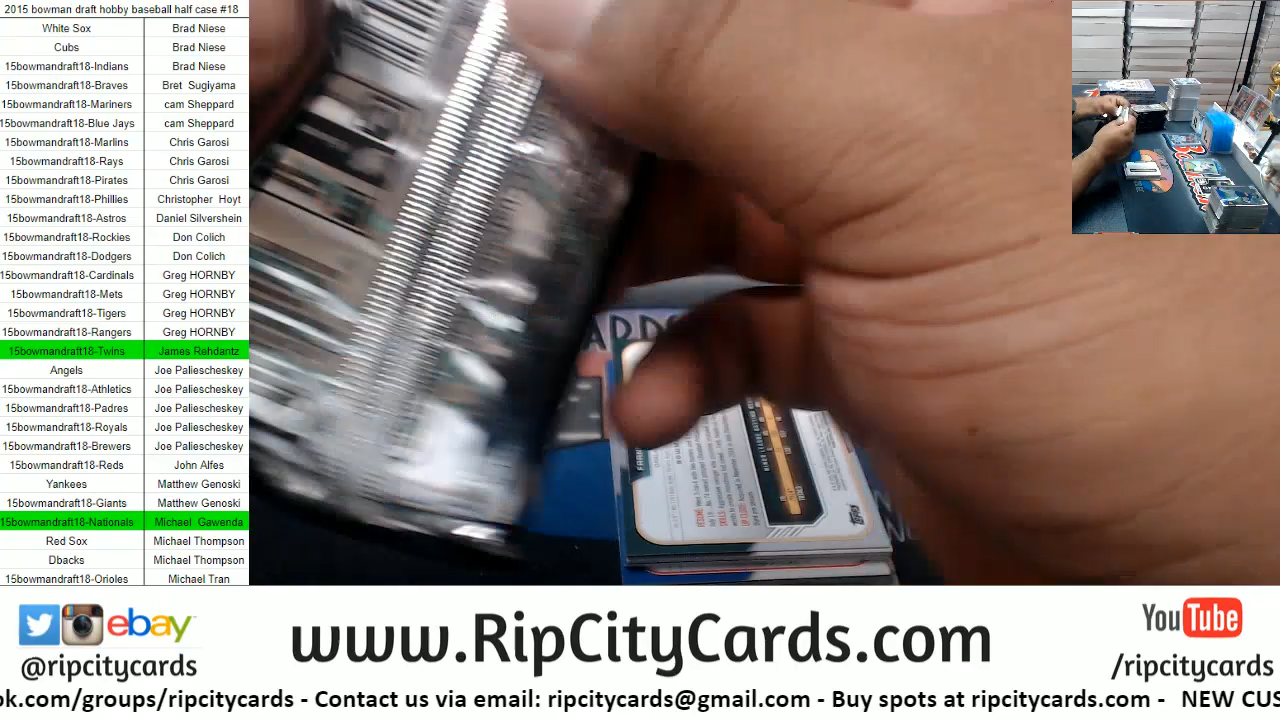 2015 bowman draft hobby baseball half case #18
White Sox Brad Niese
Cubs Brad Niese
15bowmandraft18-Indians Brad Niese
15bowmandraft18-Braves Bret Sugiyama
15bowmandraft18-Mariners cam Sheppard
15bowmandraft18-Blue Jays cam Sheppard
15bowmandraft18-Marlins Chris Garosi
15bowmandraft18-Rays Chris Garosi
15bowmandraft18-Pirates Chris Garosi
15bowmandraft18-Phillies Christopher Hoyt
15bowmandraft18-Astros Daniel Silvershein
15bowmandraft18-Rockies Don Colich
15bowmandraft18-Dodgers Don Colich
15bowmandraft18-Cardinals Greg HORNBY
15bowmandraft18-Mets Greg HORNBY
15bowmandraft18-Tigers Greg HORNBY
15bowmandraft18-Rangers Greg HORNBY
15bowmandraft18-Twins James Rehdantz
Angels Joe Paliescheskey
15bowmandraft18-Athletics Joe Paliescheskey
15bowmandraft18-Padres Joe Paliescheskey
15bowmandraft18-Royals Joe Paliescheskey
15bowmandraft18-Brewers Joe Paliescheskey
15bowmandraft18-Reds John Alfes
Yankees Matthew Genoski
15bowmandraft18-Giants Matthew Genoski
15bowmandraft18-Nationals Michael Gawenda
Red Sox Michael Thompson
Dbacks Michael Thompson
15bowmandraft18-Orioles Michael Tran
ARDS
Topps
ebay
@ripcitycards
www.RipCityCards.com
YouTube
/ripcitycards
ok.com/groups/ripcitycards - Contact us via email: ripcitycards@gmail.com - Buy spots at ripcitycards.com - NEW CUS